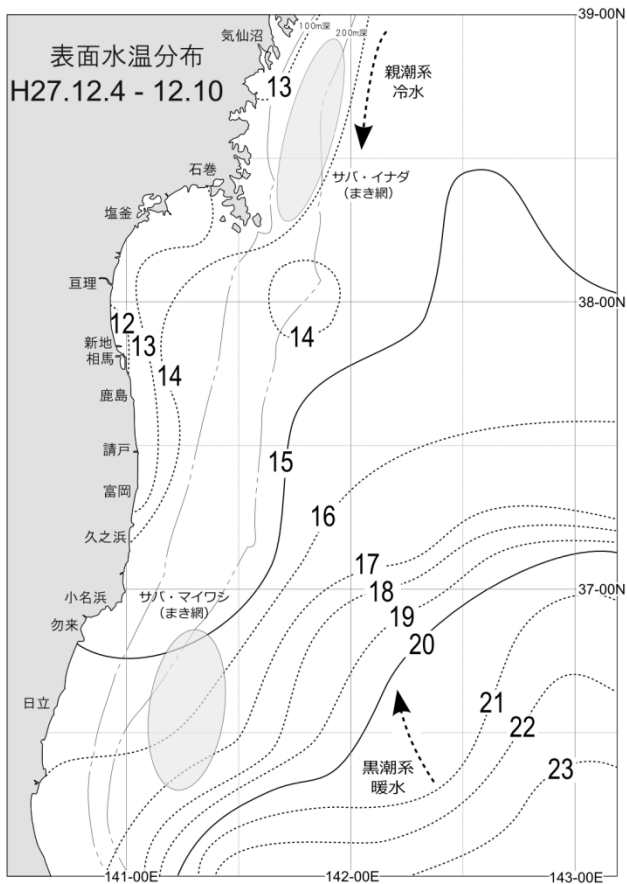 39-00N
100m深
200m深
気仙沼
表面水温分布
H27.12.4 - 12.10
13
親潮系
冷水
石巻
サバ・イナダ
(まき網)
塩釜
亘理
38-00N
12
13
14
14
新地
相馬
鹿島
請戸
15
富岡
16
久之浜
17
37-00N
サバ・マイワシ
(まき網)
小名浜
18
19
勿来
20
日立
21
22
23
黒潮系
暖水
141-00E
142-00E
143-00E